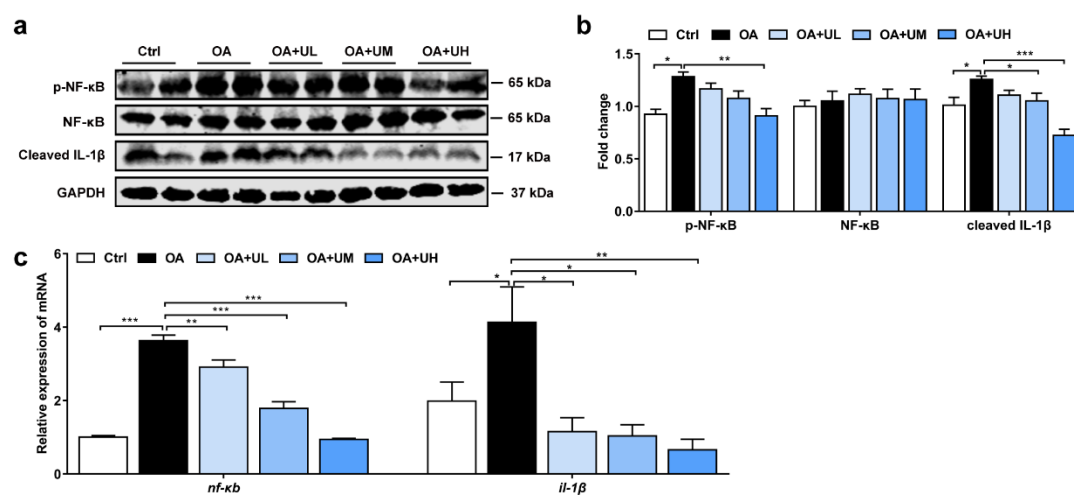 a
Ctrl OA OA+UL OA+UM OA+UH
p-NF-κB 65 kDa
NF-κB 65 kDa
Cleaved IL-1β 17 kDa
GAPDH 37 kDa
b
Ctrl OA OA+UL OA+UM OA+UH
Fold change
1.5
1.0
0.5
0.0
* ** * * ***
p-NF-κB NF-κB cleaved IL-1β
c
Ctrl OA OA+UL OA+UM OA+UH
Relative expression of mRNA
6
4
2
0
*** ** *** *** * * * **
nf-κb il-1β